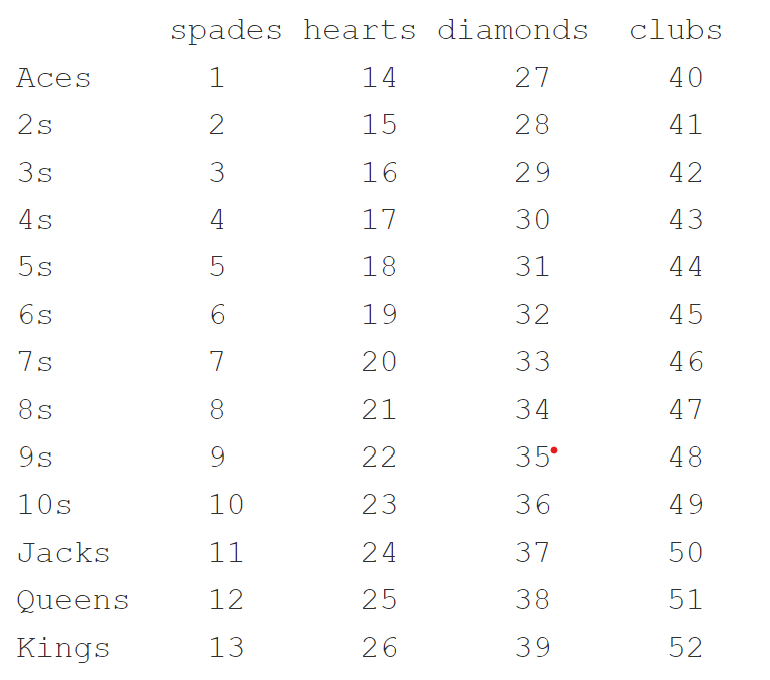 spades hearts diamonds clubs
Aces 1 14 27 40
2s 2 15 28 41
3s 3 16 29 42
4s 4 17 30 43
5s 5 18 31 44
6s 6 19 32 45
7s 7 20 33 46
8s 8 21 34 47
9s 9 22 35 48
10s 10 23 36 49
Jacks 11 24 37 50
Queens 12 25 38 51
Kings 13 26 39 52